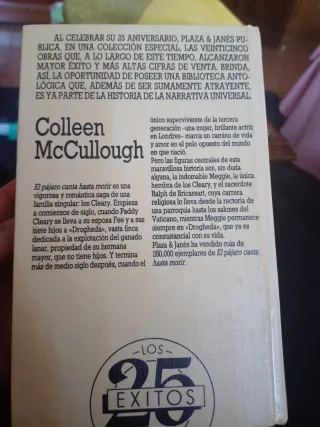 AL CELEBRAR SU 25 ANIVERSARIO, PLAZA & JANÉS PU-
BLICA, EN UNA COLECCIÓN ESPECIAL, LAS VEINTICINCO
OBRAS QUE, A LO LARGO DE ESTE TIEMPO, ALCANZARON
MAYOR ÉXITO Y MÁS ALTAS CIFRAS DE VENTA. BRINDA,
ASÍ, LA OPORTUNIDAD DE POSEER UNA BIBLIOTECA ANTO-
LÓGICA QUE, ADEMÁS DE SER SUMAMENTE ATRAYENTE,
ES YA PARTE DE LA HISTORIA DE LA NARRATIVA UNIVERSAL.
Colleen
McCullough
El pájaro canta hasta morir es una
vigorosa y romántica saga de una
familia singular: los Cleary. Empieza
a comienzos de siglo, cuando Paddy
Cleary se lleva a su esposa Fee y a sus
siete hijos a «Drogheda», vasta finca
dedicada a la explotación del ganado
lanar, propiedad de su hermana
mayor, que no tiene hijos. Y termina
más de medio siglo después, cuando el
único superviviente de la tercera
generación –una mujer, brillante actriz
en Londres– marca un camino de vida
y amor en el polo opuesto del mundo
en que nació.
Pero las figuras centrales de esta
maravillosa historia son, sin duda
alguna, la indomable Meggie, la única
hembra de los Cleary, y el sacerdote
Ralph de Bricassart, cuya carrera
religiosa lo lleva desde la rectoría de
una parroquia hasta los salones del
Vaticano, mientras Meggie permanece
siempre en «Drogheda», que ya es
consustancial con su vida.
Plaza & Janés ha vendido más de
250.000 ejemplares de El pájaro canta
hasta morir.
LOS
25
EXITOS